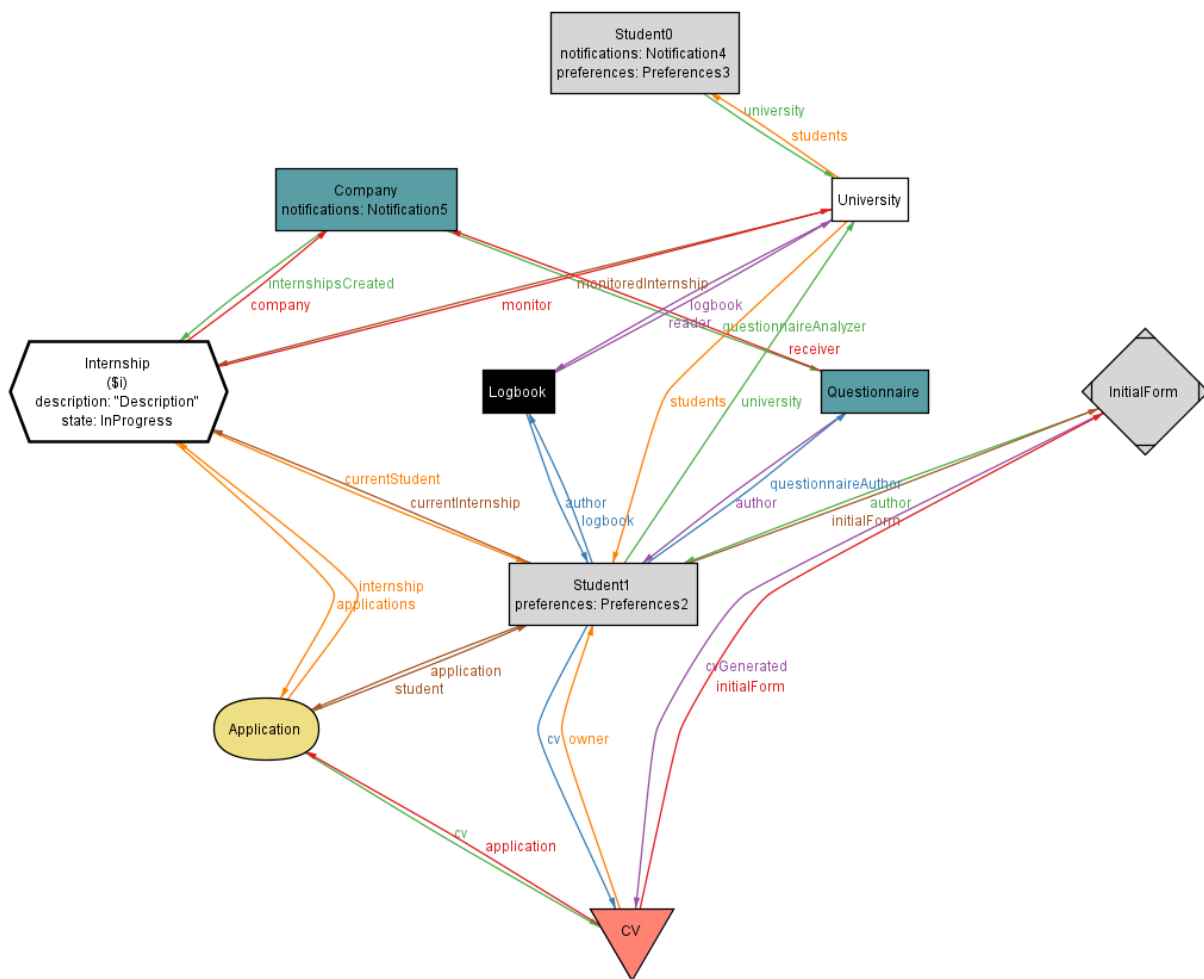 Student0
notifications: Notification4
preferences: Preferences3
university
students
Company
notifications: Notification5
University
internshipsCreated
company
monitoredInternship
monitor
logbook
reader
questionnaireAnalyzer
receiver
Internship
($i)
description: "Description"
state: InProgress
Logbook
Questionnaire
InitialForm
students
university
currentStudent
currentInternship
author
logbook
questionnaireAuthor
author
author
initialForm
Student1
preferences: Preferences2
internship
applications
application
student
cvGenerated
initialForm
Application
cv
owner
cv
application
CV